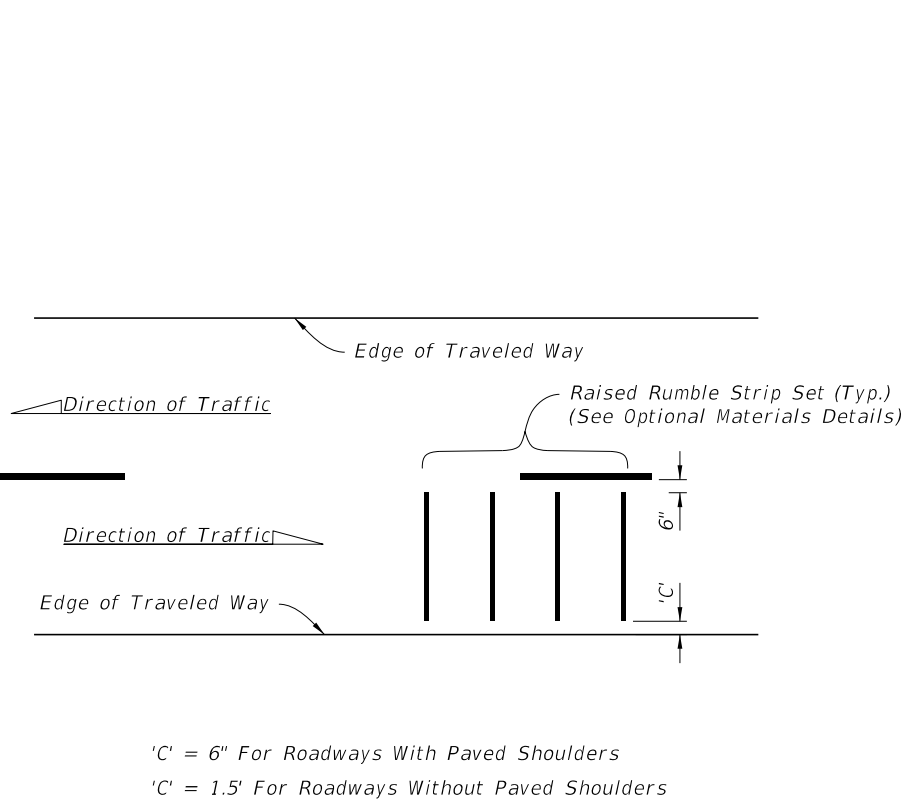 Edge of Traveled Way
Raised Rumble Strip Set (Typ.)
(See Optional Materials Details)
Direction of Traffic
6"
Direction of Traffic
'C'
Edge of Traveled Way
'C' = 6" For Roadways With Paved Shoulders
'C' = 1.5' For Roadways Without Paved Shoulders